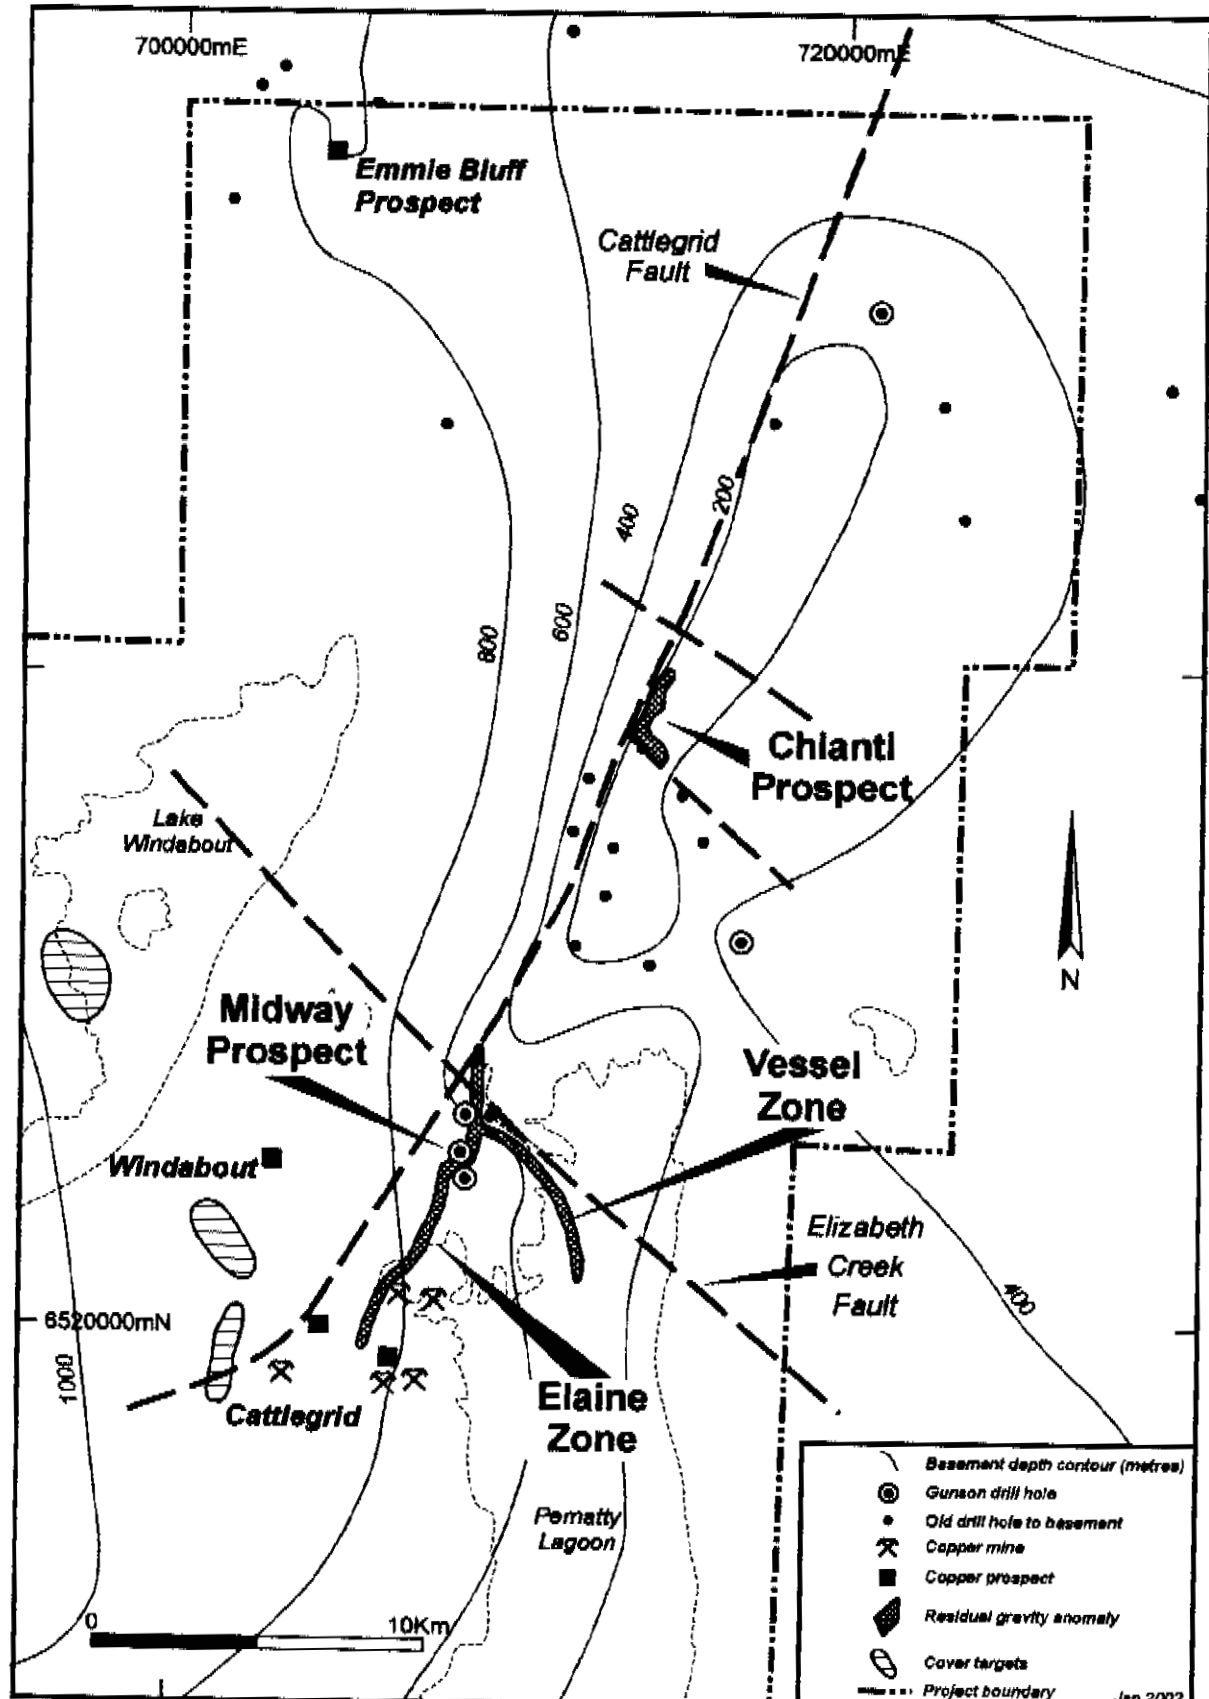 700000mE
720000mE
Emmie Bluff
Prospect
Cattlegrid
Fault
200
400
600
800
Chianti
Prospect
Lake
Windabout
N
Midway
Prospect
Vessel
Zone
Windabout
Elizabeth
Creek
Fault
400
6520000mN
1000
Cattlegrid
Elaine
Zone
Pernatty
Lagoon
0
10Km
Basement depth contour (metres)
Gunson drill hole
Old drill hole to basement
Copper mine
Copper prospect
Residual gravity anomaly
Cover targets
Project boundary
Jan 2002